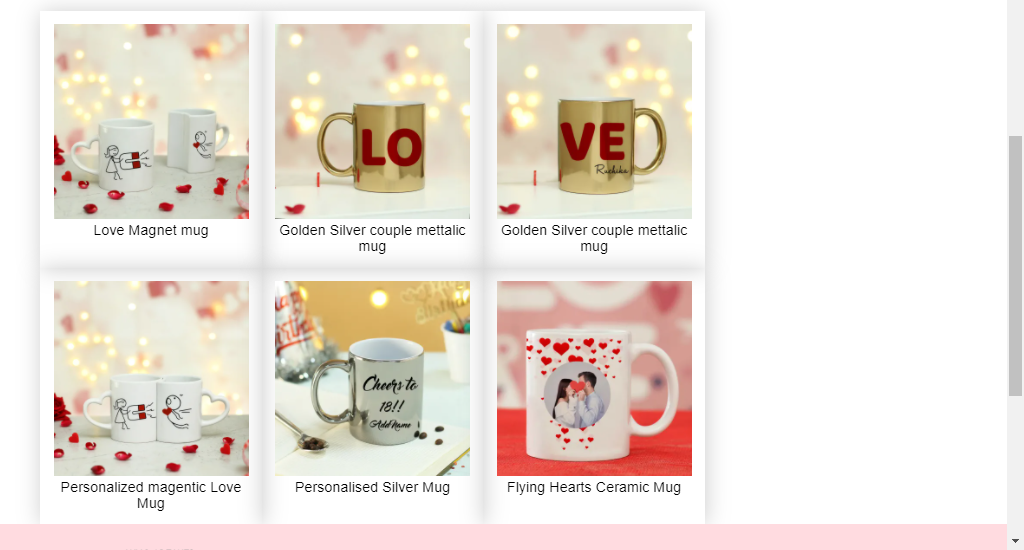 LO
VE
Ruchika
Love Magnet mug
Golden Silver couple mettalic
mug
Golden Silver couple mettalic
mug
Cheers to
18!!
Add Name
Personalized magentic Love
Mug
Personalised Silver Mug
Flying Hearts Ceramic Mug